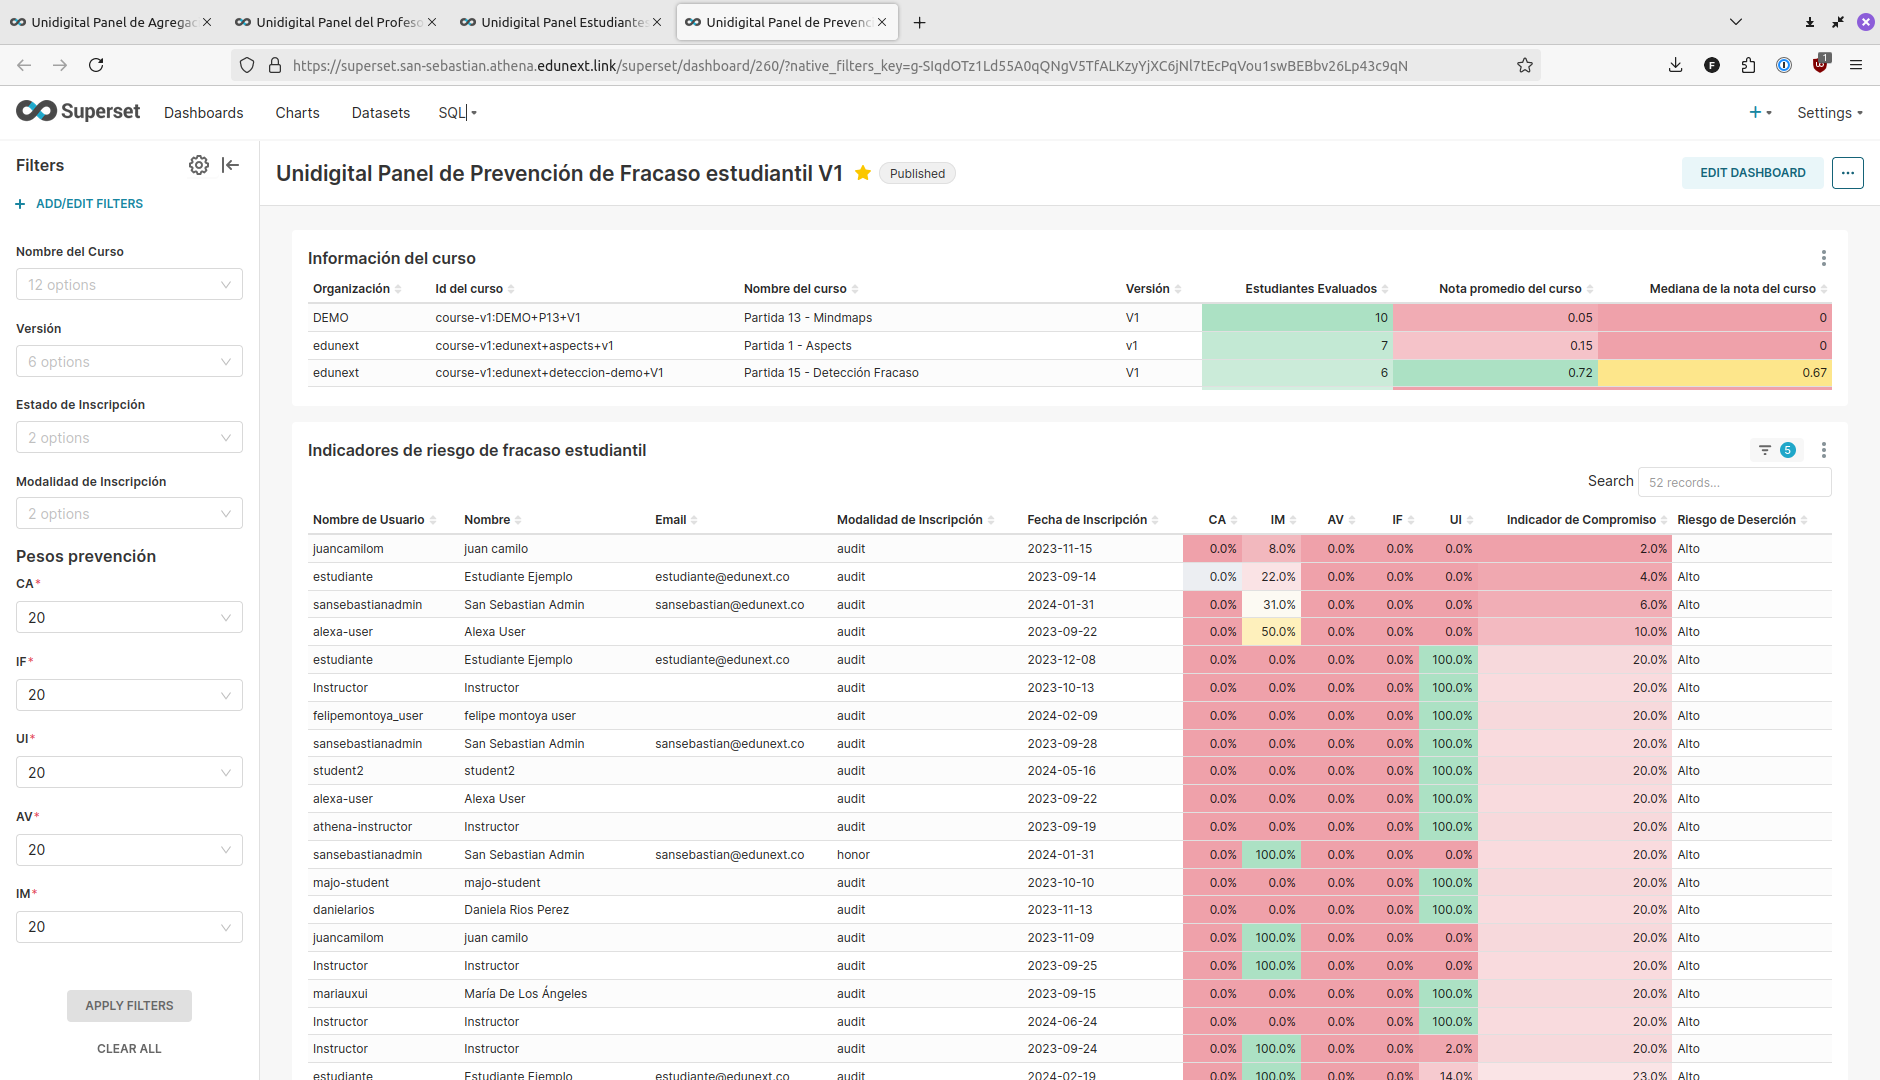 Unidigital Panel de Agregac
Unidigital Panel del Profeso
Unidigital Panel Estudiantes
Unidigital Panel de Prevenc
https://superset.san-sebastian.athena.edunext.link/superset/dashboard/260/?native_filters_key=g-SIqdOTz1Ld55A0qQNgV5TfALKzyYjXC6jNl7tEcPqVou1swBEBbv26Lp43c9qN
F
1
Superset Dashboards Charts Datasets SQL
+ Settings
Filters
+ ADD/EDIT FILTERS
Nombre del Curso
12 options
Versión
6 options
Estado de Inscripción
2 options
Modalidad de Inscripción
2 options
Pesos prevención
CA*
20
IF*
20
UI*
20
AV*
20
IM*
20
APPLY FILTERS
CLEAR ALL
Unidigital Panel de Prevención de Fracaso estudiantil V1 Published
EDIT DASHBOARD ...
Información del curso
Organización Id del curso Nombre del curso Versión Estudiantes Evaluados Nota promedio del curso Mediana de la nota del curso
DEMO course-v1:DEMO+P13+V1 Partida 13 - Mindmaps V1 10 0.05 0
edunext course-v1:edunext+aspects+v1 Partida 1 - Aspects v1 7 0.15 0
edunext course-v1:edunext+deteccion-demo+V1 Partida 15 - Detección Fracaso V1 6 0.72 0.67
Indicadores de riesgo de fracaso estudiantil
5
Search 52 records...
Nombre de Usuario Nombre Email Modalidad de Inscripción Fecha de Inscripción CA IM AV IF UI Indicador de Compromiso Riesgo de Deserción
juancamilom juan camilo audit 2023-11-15 0.0% 8.0% 0.0% 0.0% 0.0% 2.0% Alto
estudiante Estudiante Ejemplo estudiante@edunext.co audit 2023-09-14 0.0% 22.0% 0.0% 0.0% 0.0% 4.0% Alto
sansebastianadmin San Sebastian Admin sansebastian@edunext.co audit 2024-01-31 0.0% 31.0% 0.0% 0.0% 0.0% 6.0% Alto
alexa-user Alexa User audit 2023-09-22 0.0% 50.0% 0.0% 0.0% 0.0% 10.0% Alto
estudiante Estudiante Ejemplo estudiante@edunext.co audit 2023-12-08 0.0% 0.0% 0.0% 0.0% 100.0% 20.0% Alto
Instructor Instructor audit 2023-10-13 0.0% 0.0% 0.0% 0.0% 100.0% 20.0% Alto
felipemontoya_user felipe montoya user audit 2024-02-09 0.0% 0.0% 0.0% 0.0% 100.0% 20.0% Alto
sansebastianadmin San Sebastian Admin sansebastian@edunext.co audit 2023-09-28 0.0% 0.0% 0.0% 0.0% 100.0% 20.0% Alto
student2 student2 audit 2024-05-16 0.0% 0.0% 0.0% 0.0% 100.0% 20.0% Alto
alexa-user Alexa User audit 2023-09-22 0.0% 0.0% 0.0% 0.0% 100.0% 20.0% Alto
athena-instructor Instructor audit 2023-09-19 0.0% 0.0% 0.0% 0.0% 100.0% 20.0% Alto
sansebastianadmin San Sebastian Admin sansebastian@edunext.co honor 2024-01-31 0.0% 100.0% 0.0% 0.0% 0.0% 20.0% Alto
majo-student majo-student audit 2023-10-10 0.0% 0.0% 0.0% 0.0% 100.0% 20.0% Alto
danielarios Daniela Rios Perez audit 2023-11-13 0.0% 0.0% 0.0% 0.0% 100.0% 20.0% Alto
juancamilom juan camilo audit 2023-11-09 0.0% 100.0% 0.0% 0.0% 0.0% 20.0% Alto
Instructor Instructor audit 2023-09-25 0.0% 100.0% 0.0% 0.0% 0.0% 20.0% Alto
mariauxui María De Los Ángeles audit 2023-09-15 0.0% 0.0% 0.0% 0.0% 100.0% 20.0% Alto
Instructor Instructor audit 2024-06-24 0.0% 0.0% 0.0% 0.0% 100.0% 20.0% Alto
Instructor Instructor audit 2023-09-24 0.0% 100.0% 0.0% 0.0% 2.0% 20.0% Alto
estudiante Estudiante Ejemplo estudiante@edunext.co audit 2024-02-19 0.0% 100.0% 0.0% 0.0% 14.0% 23.0% Alto